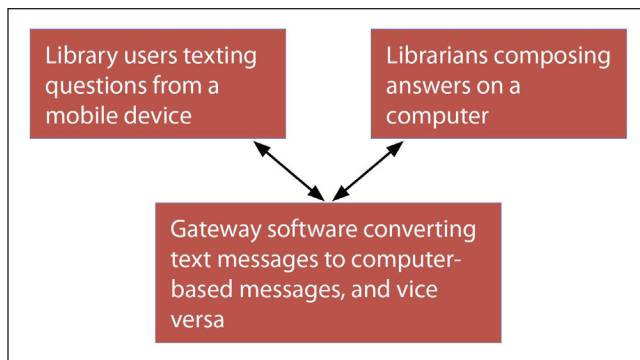 Library users texting
questions from a
mobile device
Librarians composing
answers on a
computer
Gateway software converting
text messages to computer-
based messages, and vice
versa